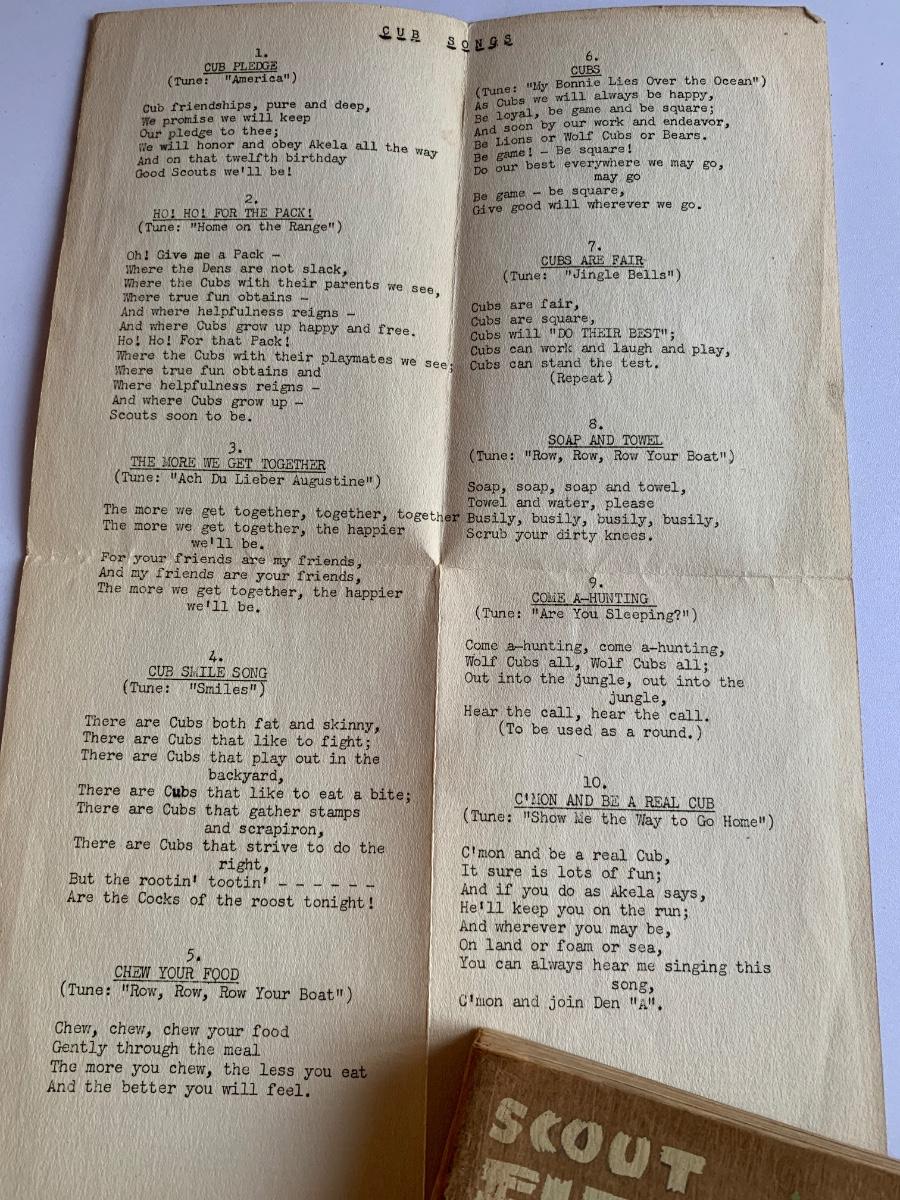 CUB SONGS
1.
CUB PLEDGE
(Tune: "America")
Cub friendships, pure and deep,
We promise we will keep
Our pledge to thee;
We will honor and obey Akela all the way
And on that twelfth birthday
Good Scouts we'll be!
2.
HO! HO! FOR THE PACK!
(Tune: "Home on the Range")
Oh! Give me a Pack -
Where the Dens are not slack,
Where the Cubs with their parents we see,
Where true fun obtains -
And where helpfulness reigns -
And where Cubs grow up happy and free.
Ho! Ho! For that Pack!
Where the Cubs with their playmates we see;
Where true fun obtains and
Where helpfulness reigns -
And where Cubs grow up -
Scouts soon to be.
3.
THE MORE WE GET TOGETHER
(Tune: "Ach Du Lieber Augustine")
The more we get together, together, together
The more we get together, the happier
we'll be.
For your friends are my friends,
And my friends are your friends,
The more we get together, the happier
we'll be.
4.
CUB SMILE SONG
(Tune: "Smiles")
There are Cubs both fat and skinny,
There are Cubs that like to fight;
There are Cubs that play out in the
backyard,
There are Cubs that like to eat a bite;
There are Cubs that gather stamps
and scrapiron,
There are Cubs that strive to do the
right,
But the rootin' tootin' - - - - - -
Are the Cocks of the roost tonight!
5.
CHEW YOUR FOOD
(Tune: "Row, Row, Row Your Boat")
Chew, chew, chew your food
Gently through the meal
The more you chew, the less you eat
And the better you will feel.
6.
CUBS
(Tune: "My Bonnie Lies Over the Ocean")
As Cubs we will always be happy,
Be loyal, be game and be square;
And soon by our work and endeavor,
Be Lions or Wolf Cubs or Bears.
Be game! - Be square!
Do our best everywhere we may go,
may go
Be game - be square,
Give good will wherever we go.
7.
CUBS ARE FAIR
(Tune: "Jingle Bells")
Cubs are fair,
Cubs are square,
Cubs will "DO THEIR BEST";
Cubs can work and laugh and play,
Cubs can stand the test.
(Repeat)
8.
SOAP AND TOWEL
(Tune: "Row, Row, Row Your Boat")
Soap, soap, soap and towel,
Towel and water, please
Busily, busily, busily, busily,
Scrub your dirty knees.
9.
COME A-HUNTING
(Tune: "Are You Sleeping?")
Come a-hunting, come a-hunting,
Wolf Cubs all, Wolf Cubs all;
Out into the jungle, out into the
jungle,
Hear the call, hear the call.
(To be used as a round.)
10.
C'MON AND BE A REAL CUB
(Tune: "Show Me the Way to Go Home")
C'mon and be a real Cub,
It sure is lots of fun;
And if you do as Akela says,
He'll keep you on the run;
And wherever you may be,
On land or foam or sea,
You can always hear me singing this
song,
C'mon and join Den "A".
SCOUT